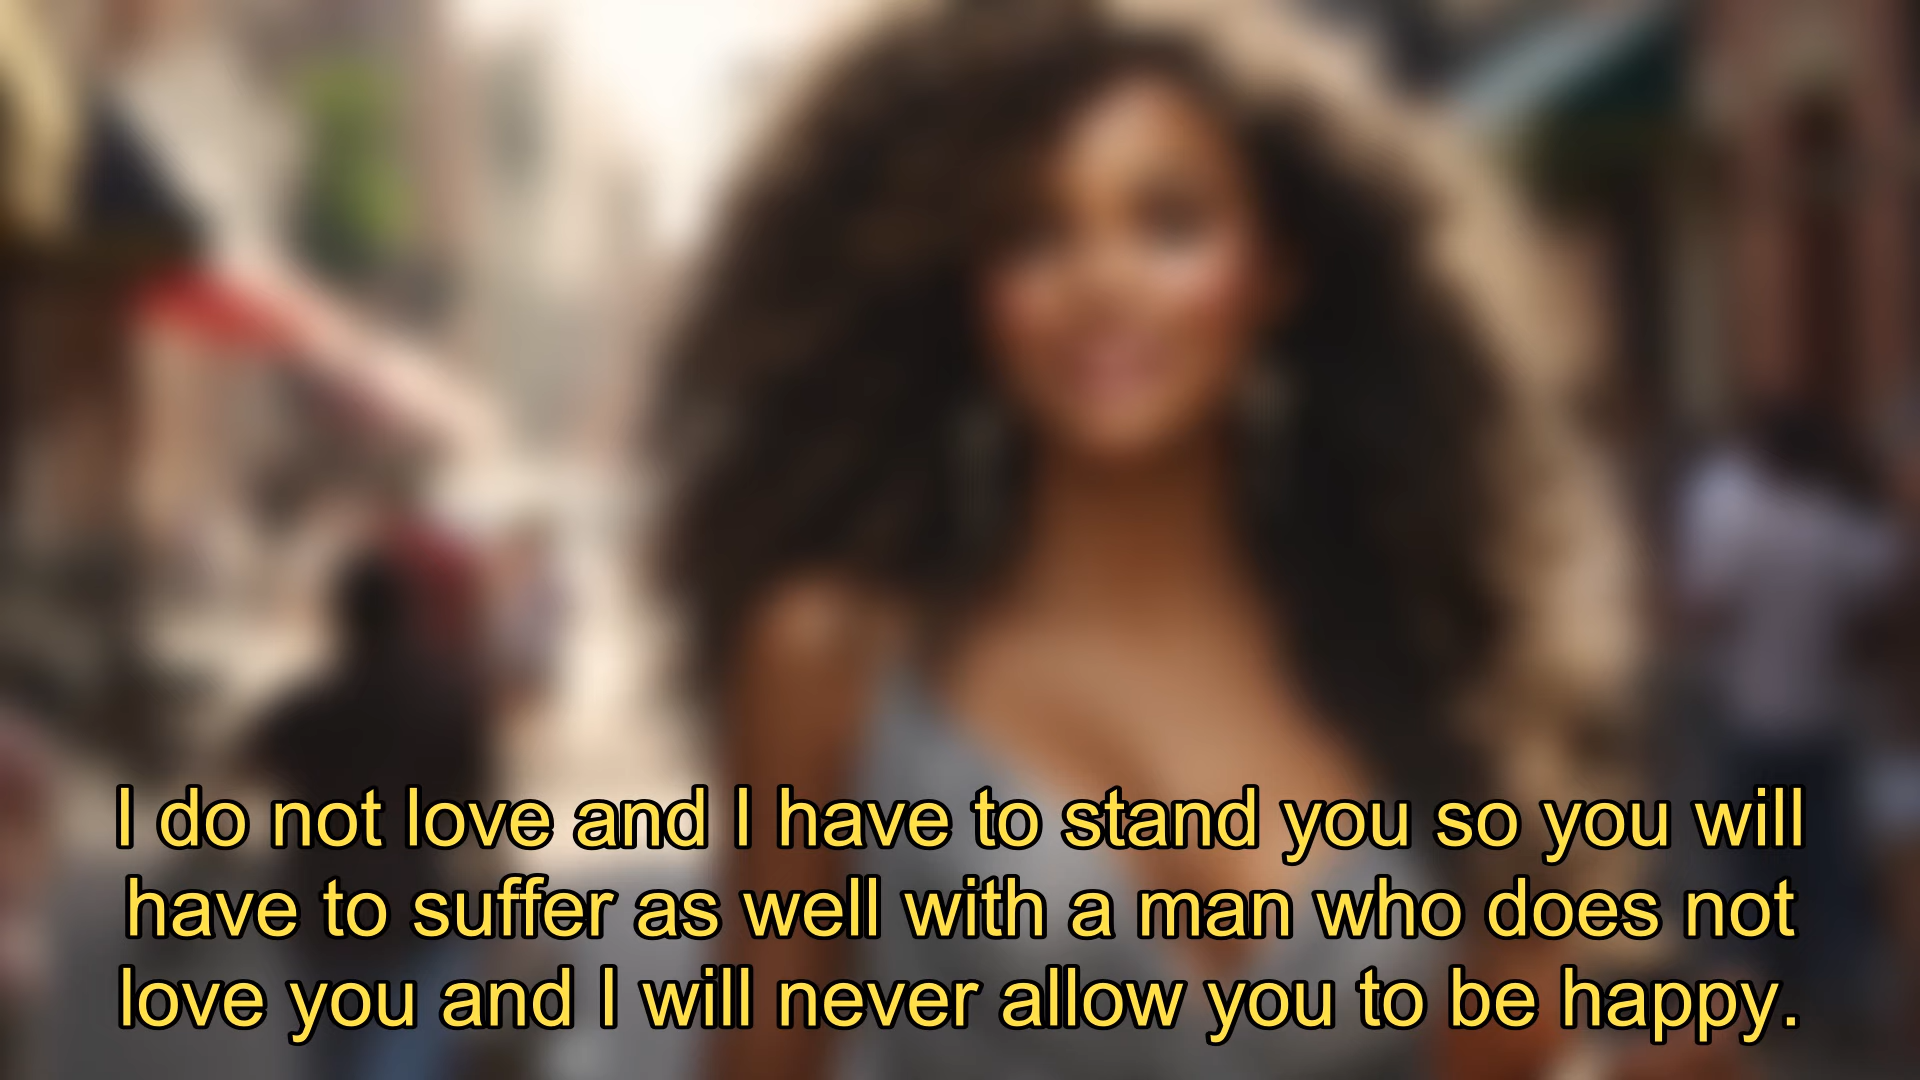 I do not love and I have to stand you so you will
have to suffer as well with a man who does not
love you and I will never allow you to be happy.